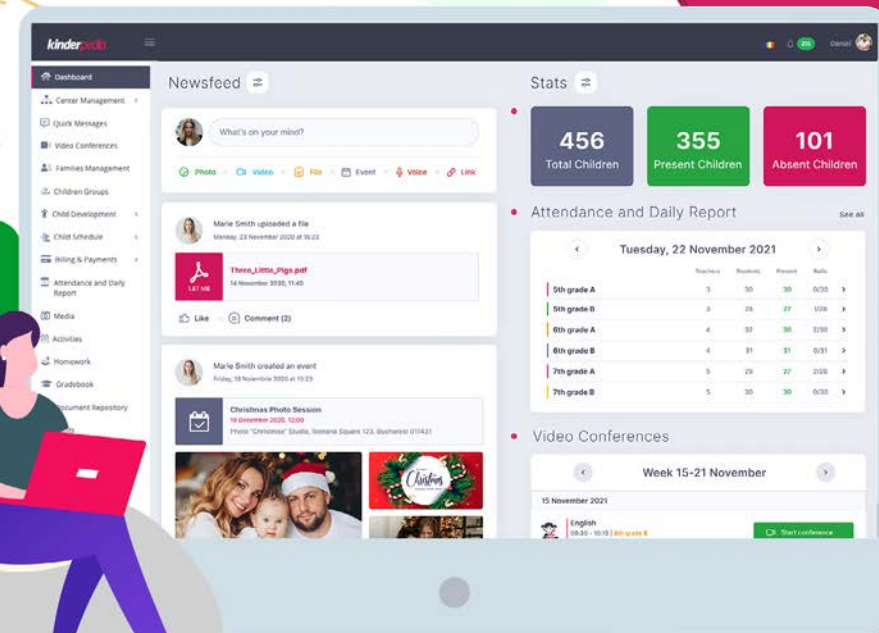 kinderpedia
Daniel
Dashboard
Center Management
Quick Messages
Video Conferences
Families Management
Children Groups
Child Development
Child Schedule
Billing & Payments
Attendance and Daily
Report
Media
Activities
Homework
Gradebook
Document Repository
Newsfeed
What's on your mind?
Photo
Video
File
Event
Voice
Link
Marie Smith uploaded a file
Monday, 23 November 2020 at 15:23
Three_Little_Pigs.pdf
14 November 2020, 11:40
1.87 MB
Like
Comment (2)
Marie Smith created an event
Friday, 18 Noiembrie 2020 at 15:23
Christmas Photo Session
19 December 2020, 12:00
Photo "Christmas" Studio, Romana Square 123, Bucharest 011431
Christmas
Stats
456
Total Children
355
Present Children
101
Absent Children
Attendance and Daily Report
See all
Tuesday, 22 November 2021
Teachers Students Present
5th grade A 3 30 30 0/30
5th grade B 3 28 27 1/28
6th grade A 4 32 30 2/30
6th grade B 4 31 31 0/31
7th grade A 5 29 27 2/28
7th grade B 5 30 30 0/30
Video Conferences
Week 15-21 November
15 November 2021
English
09:30 - 10:15 | 8th grade B
Start conference